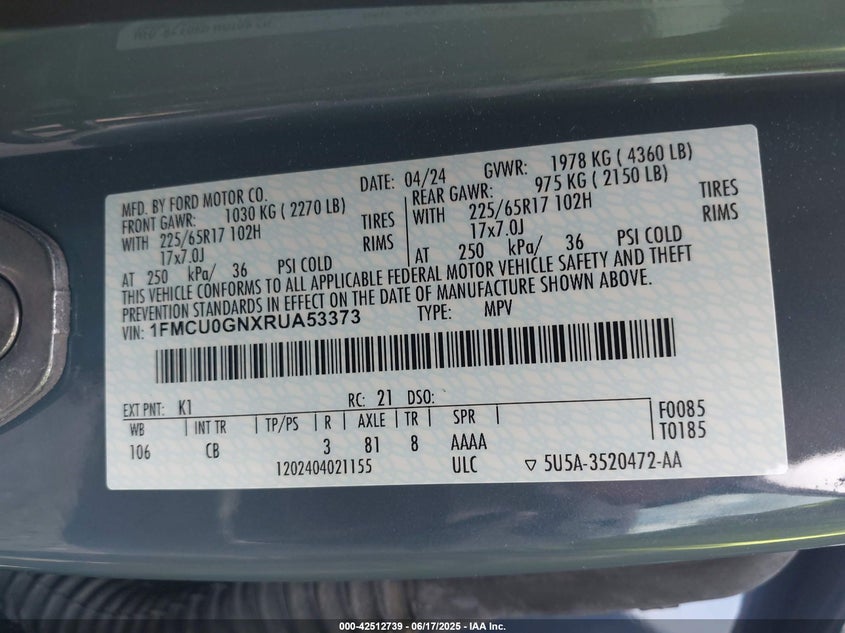 MFD. BY FORD MOTOR CO.
DATE: 04/24 GVWR: 1978 KG ( 4360 LB)
FRONT GAWR: 1030 KG ( 2270 LB) REAR GAWR: 975 KG ( 2150 LB)
WITH 225/65R17 102H TIRES WITH 225/65R17 102H TIRES
17x7.0J RIMS 17x7.0J RIMS
AT 250 kPa/ 36 PSI COLD AT 250 kPa/ 36 PSI COLD
THIS VEHICLE CONFORMS TO ALL APPLICABLE FEDERAL MOTOR VEHICLE SAFETY AND THEFT
PREVENTION STANDARDS IN EFFECT ON THE DATE OF MANUFACTURE SHOWN ABOVE.
VIN: 1FMCU0GNXRUA53373 TYPE: MPV
EXT PNT: K1 RC: 21 DSO:
WB INT TR TP/PS R AXLE TR SPR F0085
106 CB 3 81 8 AAAA T0185
1202404021155 ULC ▽ 5U5A-3520472-AA
000-42512739 - 06/17/2025 - IAA Inc.